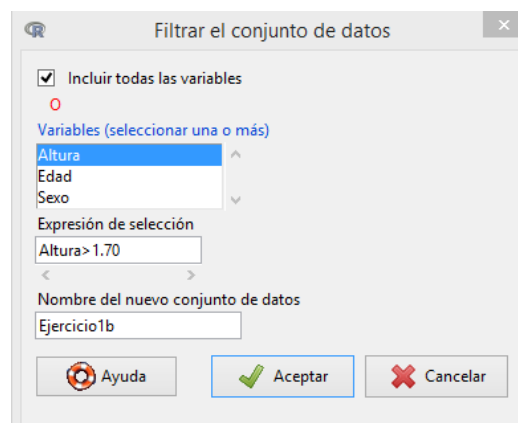 Filtrar el conjunto de datos
Incluir todas las variables
O
Variables (seleccionar una o más)
Altura
Edad
Sexo
Expresión de selección
Altura>1.70
Nombre del nuevo conjunto de datos
Ejercicio1b
Ayuda Aceptar Cancelar